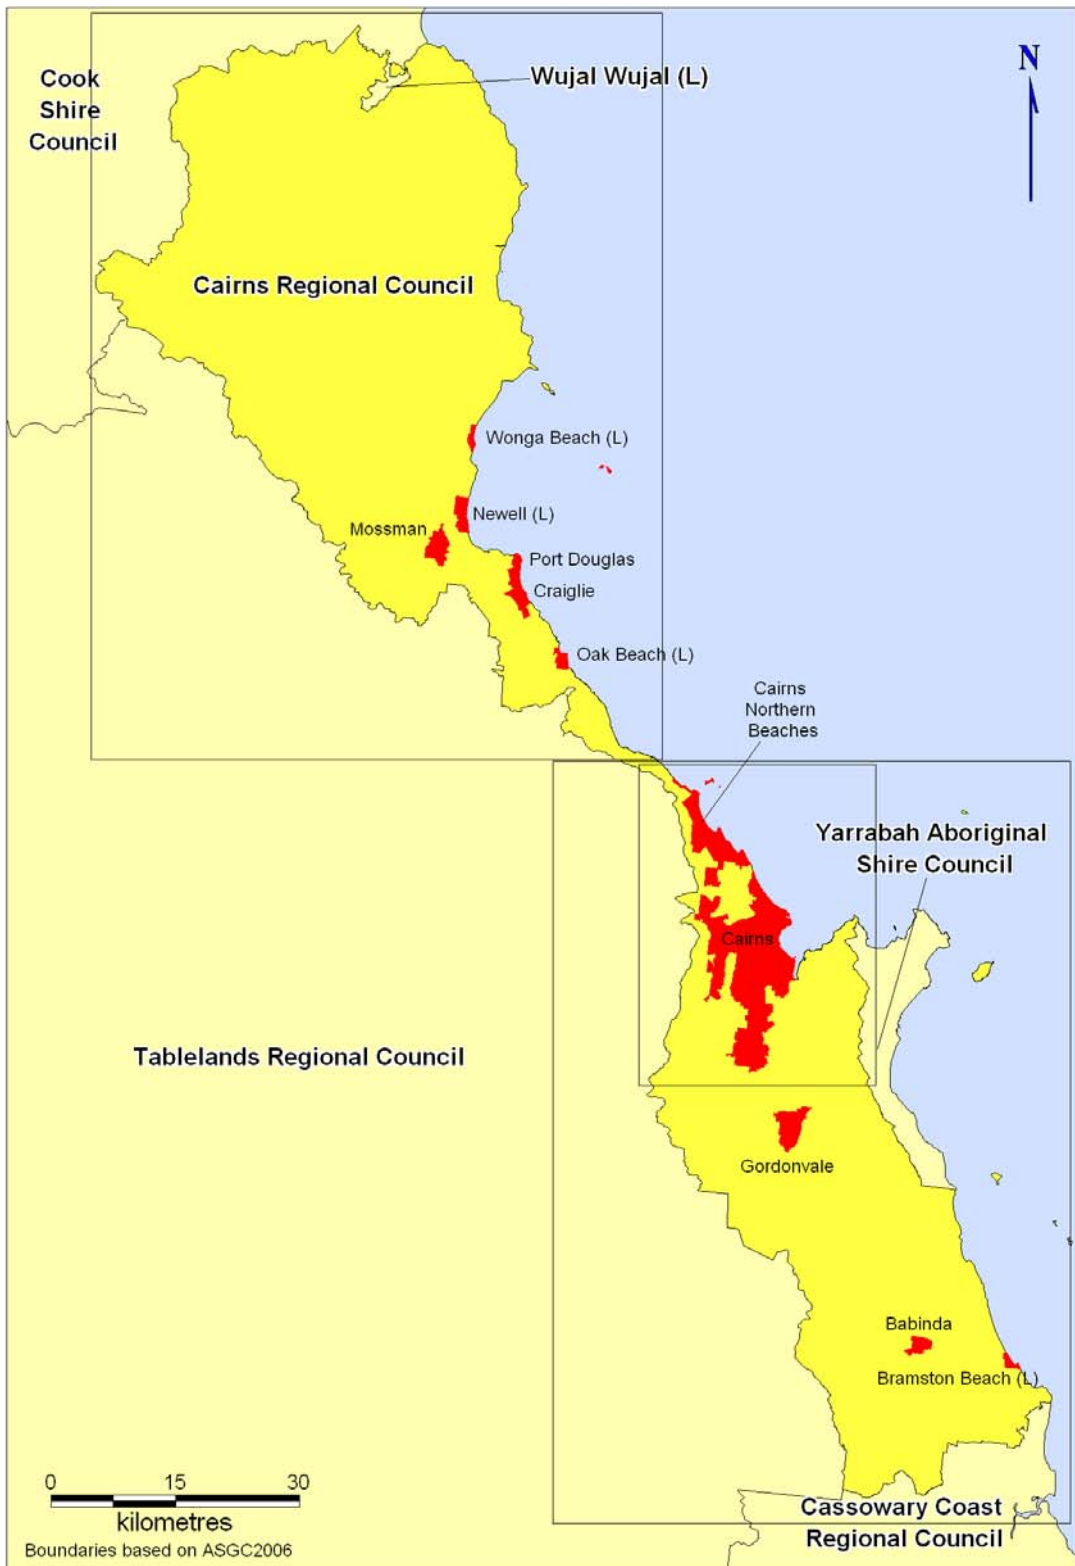 Cook
Shire
Council
Wujal Wujal (L)
N
Cairns Regional Council
Wonga Beach (L)
Newell (L)
Mossman
Port Douglas
Craiglie
Oak Beach (L)
Cairns
Northern
Beaches
Yarrabah Aboriginal
Shire Council
Cairns
Tablelands Regional Council
Gordonvale
Babinda
Bramston Beach (L)
0 15 30
kilometres
Boundaries based on ASGC2006
Cassowary Coast
Regional Council